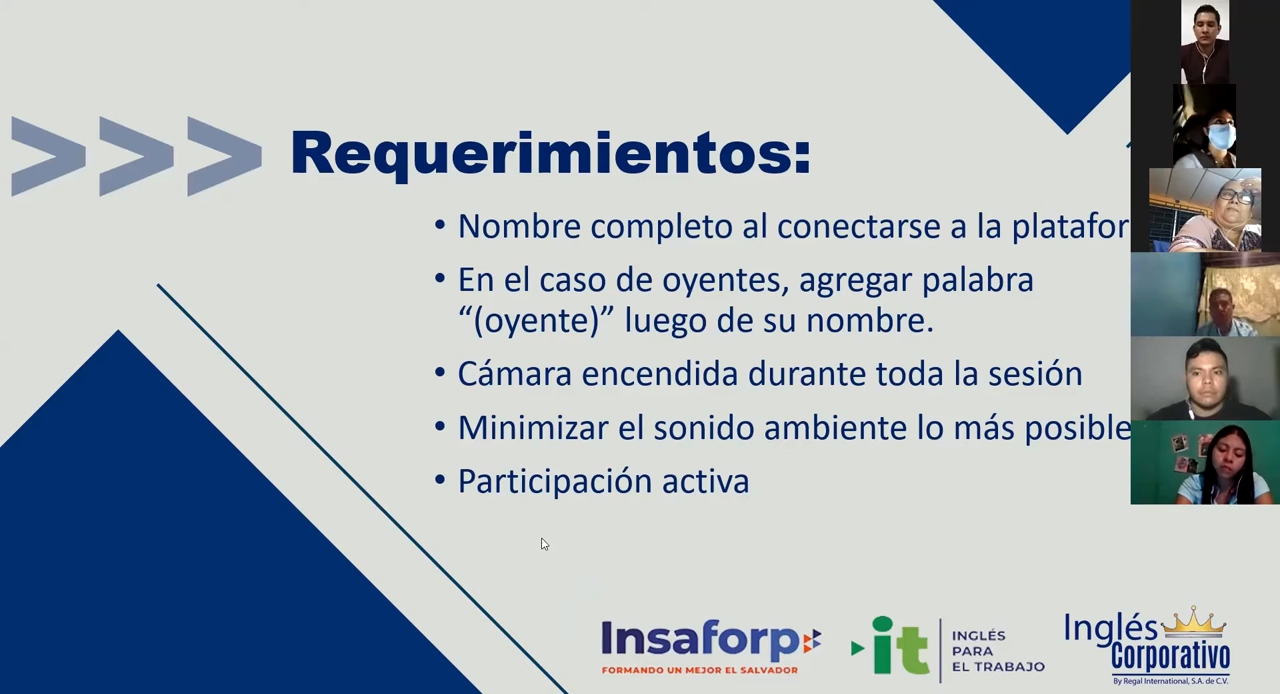 >>> Requerimientos:
• Nombre completo al conectarse a la platafor
• En el caso de oyentes, agregar palabra
“(oyente)” luego de su nombre.
• Cámara encendida durante toda la sesión
• Minimizar el sonido ambiente lo más posible
• Participación activa
Insaforp
FORMANDO UN MEJOR EL SALVADOR
it
INGLÉS
PARA
EL TRABAJO
Inglés
Corporativo
By Regal International, S.A. de C.V.